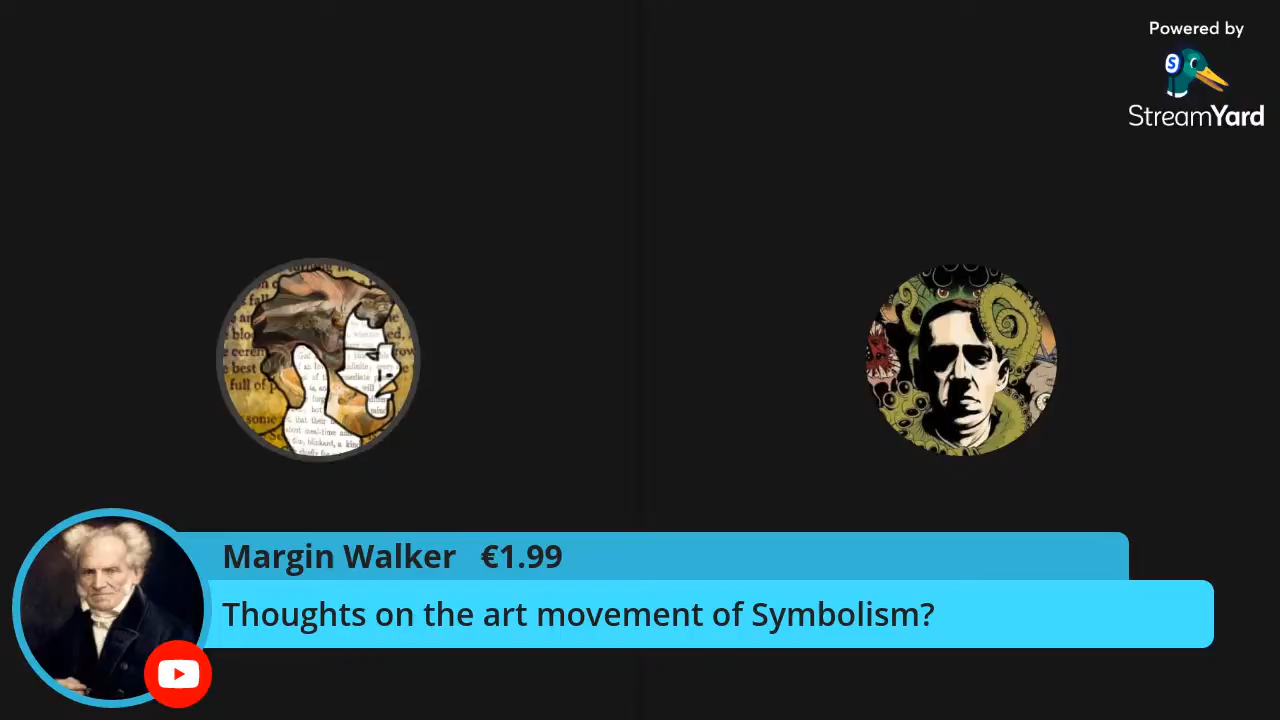 Powered by
S
StreamYard
Margin Walker €1.99
Thoughts on the art movement of Symbolism?